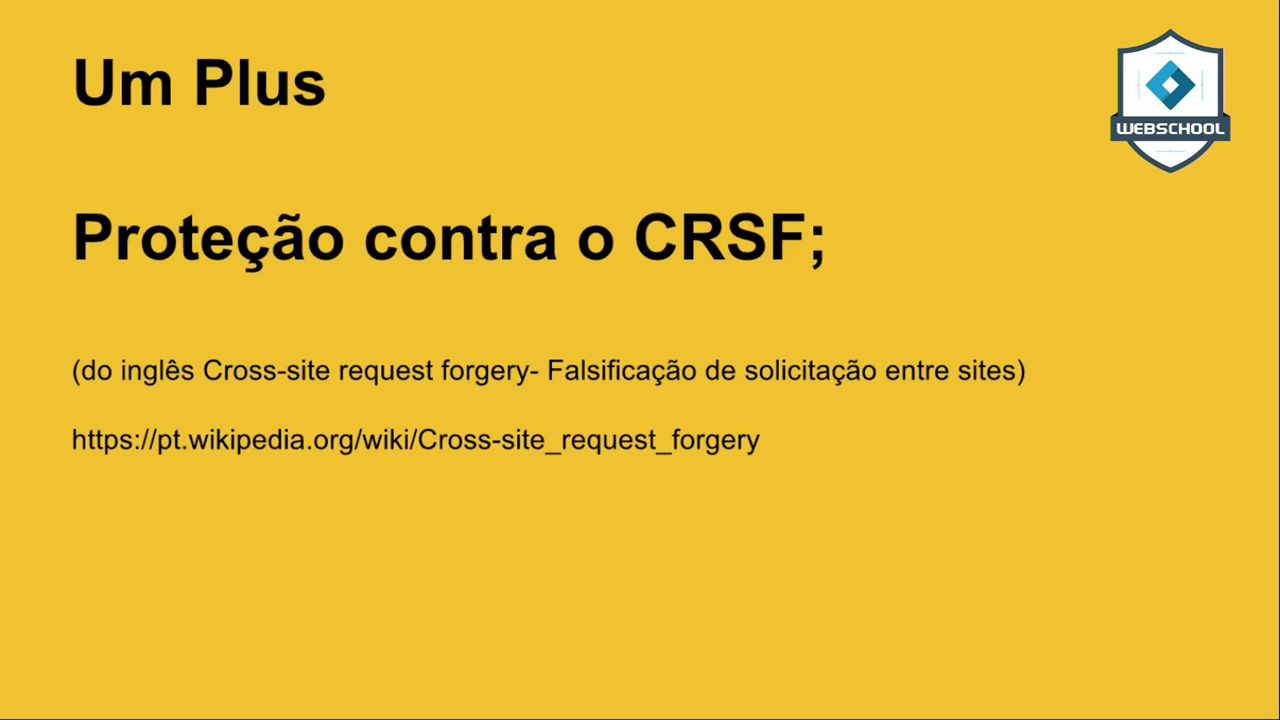 Um Plus
WEBSCHOOL
Proteção contra o CRSF;
(do inglês Cross-site request forgery- Falsificação de solicitação entre sites)
https://pt.wikipedia.org/wiki/Cross-site_request_forgery